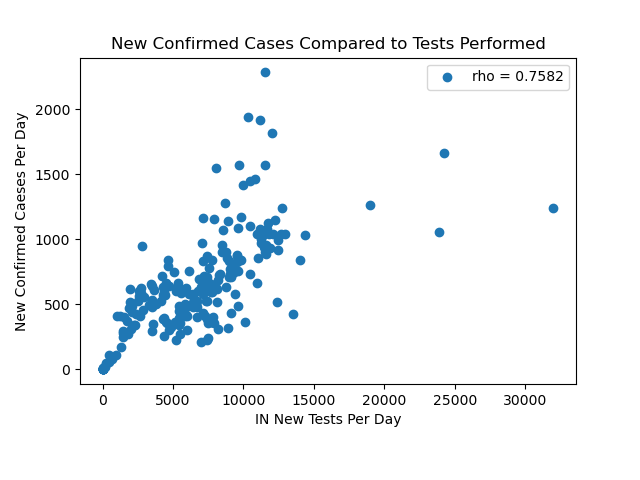 New Confirmed Cases Compared to Tests Performed
rho = 0.7582
New Confirmed Caeses Per Day
2000
1500
1000
500
0
0 5000 10000 15000 20000 25000 30000
IN New Tests Per Day